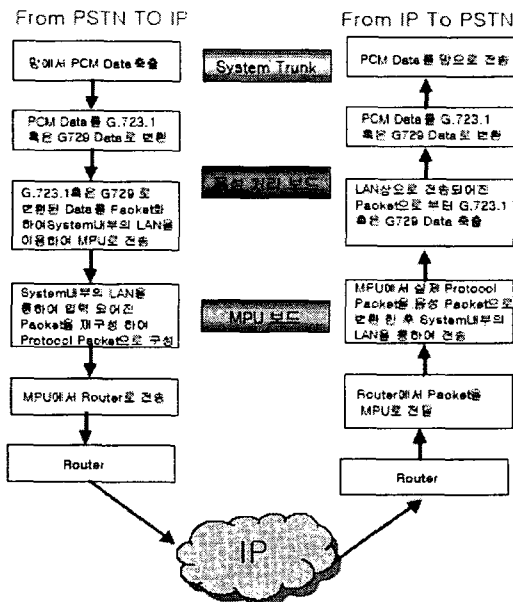 From PSTN TO IP
망에서 PCM Data 축출
PCM Data를 G.723.1
혹은 G729 Data로 변환
G.723.1혹은 G729 로
변환된 Data를 Packet화
하여System내부의 LAN을
이용하여 MPU로 전송
System내부의 LAN을
통하여 입력 되어진
Packet을 재구성 하여
Protocol Packet으로 구성
MPU에서 Router로 전송
Router
System Trunk
음성 처리 보드
MPU 보드
IP
From IP To PSTN
PCM Data를 망으로 전송
PCM Data를 G.723.1
혹은 G729 Data로 변환
LAN상으로 전송되어진
Packet으로 부터 G.723.1
혹은 G729 Data 축출
MPU에서 실제 Protocol
Packet을 음성 Packet으로
변환 한 후 System내부의
LAN을 통하여 전송
Router에서 Packet을
MPU로 전달
Router